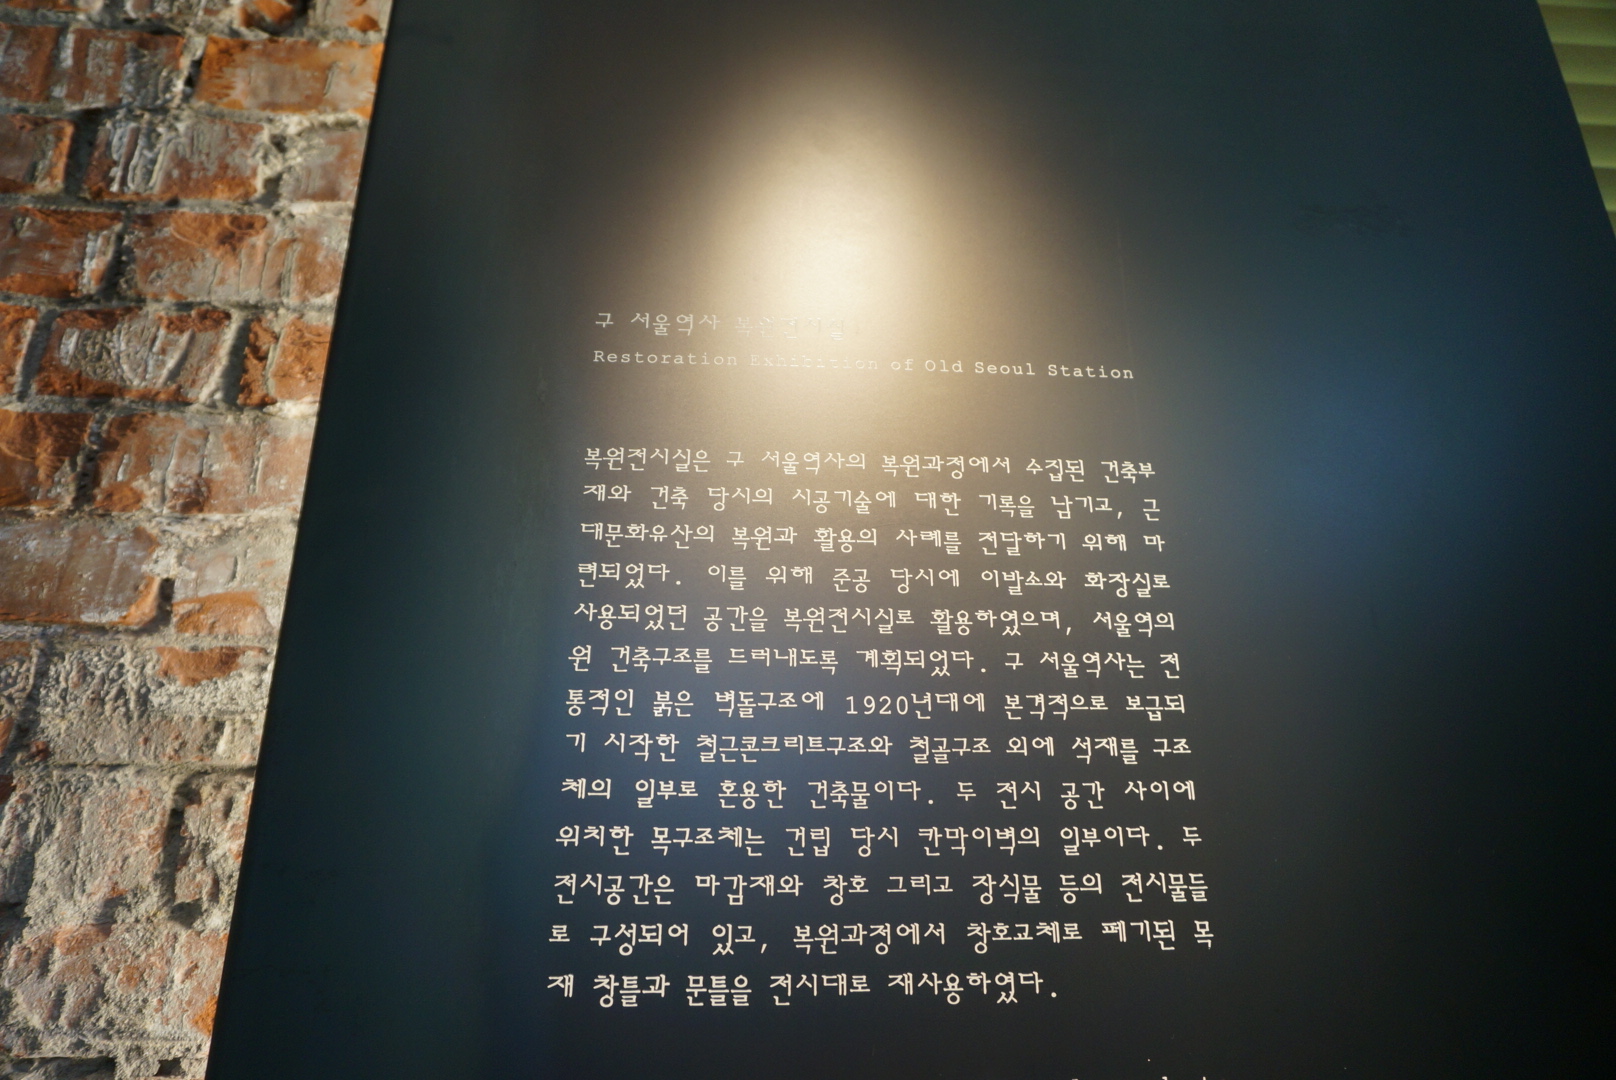 구 서울역사 복원전시실
Restoration Exhibition of Old Seoul Station
복원전시실은 구 서울역사의 복원과정에서 수집된 건축부
재와 건축 당시의 시공기술에 대한 기록을 남기고, 근
대문화유산의 복원과 활용의 사례를 전달하기 위해 마
련되었다. 이를 위해 준공 당시에 이발소와 화장실로
사용되었던 공간을 복원전시실로 활용하였으며, 서울역의
원 건축구조를 드러내도록 계획되었다. 구 서울역사는 전
통적인 붉은 벽돌구조에 1920년대에 본격적으로 보급되
기 시작한 철근콘크리트구조와 철골구조 외에 석재를 구조
체의 일부로 혼용한 건축물이다. 두 전시 공간 사이에
위치한 목구조체는 건립 당시 칸막이벽의 일부이다. 두
전시공간은 마감재와 창호 그리고 장식물 등의 전시물들
로 구성되어 있고, 복원과정에서 창호교체로 폐기된 목
재 창틀과 문틀을 전시대로 재사용하였다.